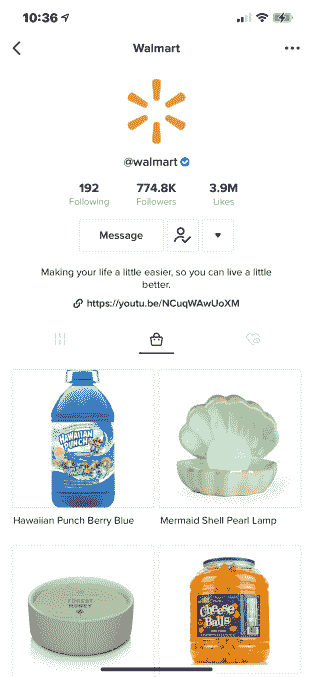 10:36
Walmart
@walmart
192
774.8K
3.9M
Following
Followers
Likes
Message
Making your life a little easier, so you can live a little
better.
https://youtu.be/NCuqWAwUoXM
HAWAIIAN
PUNCH
Hawaiian Punch Berry Blue
Mermaid Shell Pearl Lamp
HONEY
Cheese
Balls